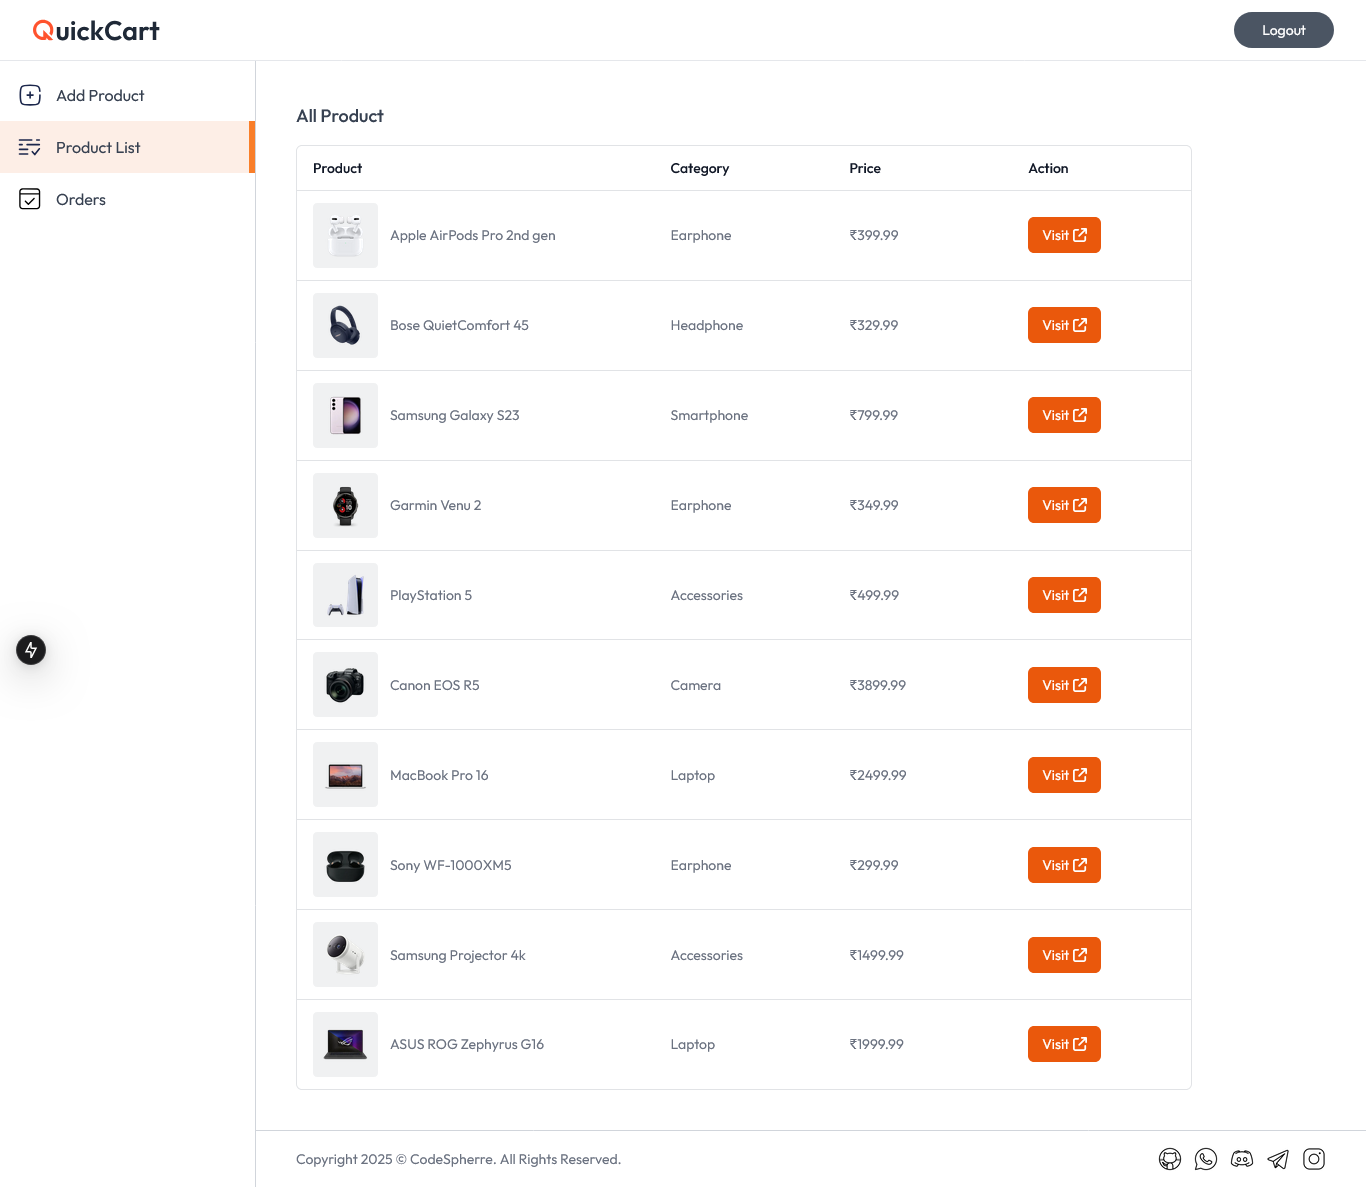 QuickCart
Logout
Add Product
Product List
Orders
All Product
Product Category Price Action
Apple AirPods Pro 2nd gen Earphone ₹399.99 Visit
Bose QuietComfort 45 Headphone ₹329.99 Visit
Samsung Galaxy S23 Smartphone ₹799.99 Visit
Garmin Venu 2 Earphone ₹349.99 Visit
PlayStation 5 Accessories ₹499.99 Visit
Canon EOS R5 Camera ₹3899.99 Visit
MacBook Pro 16 Laptop ₹2499.99 Visit
Sony WF-1000XM5 Earphone ₹299.99 Visit
Samsung Projector 4k Accessories ₹1499.99 Visit
ASUS ROG Zephyrus G16 Laptop ₹1999.99 Visit
Copyright 2025 © CodeSpherre. All Rights Reserved.